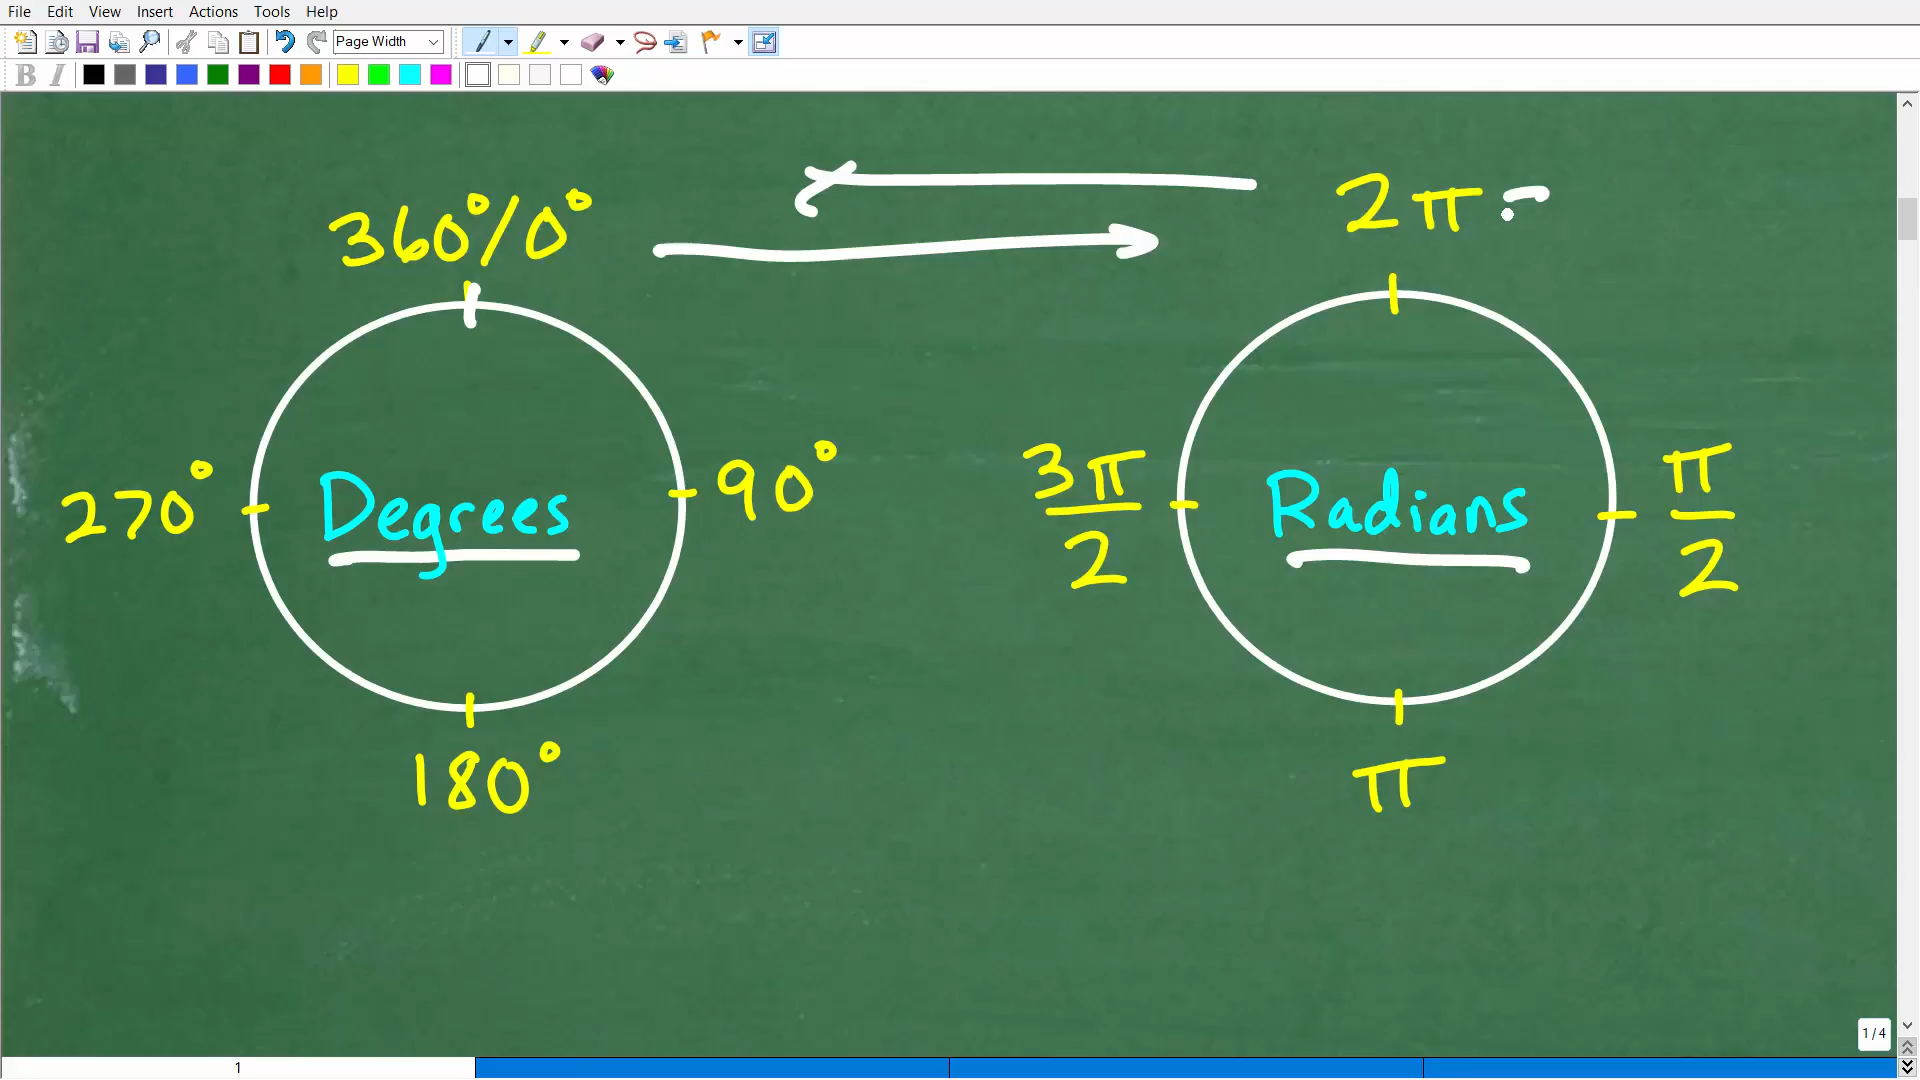 File Edit View Insert Actions Tools Help
Page Width
B I
360°/0°
2π =
270°
Degrees
90°
3π/2
Radians
π/2
180°
π
1 / 4
1